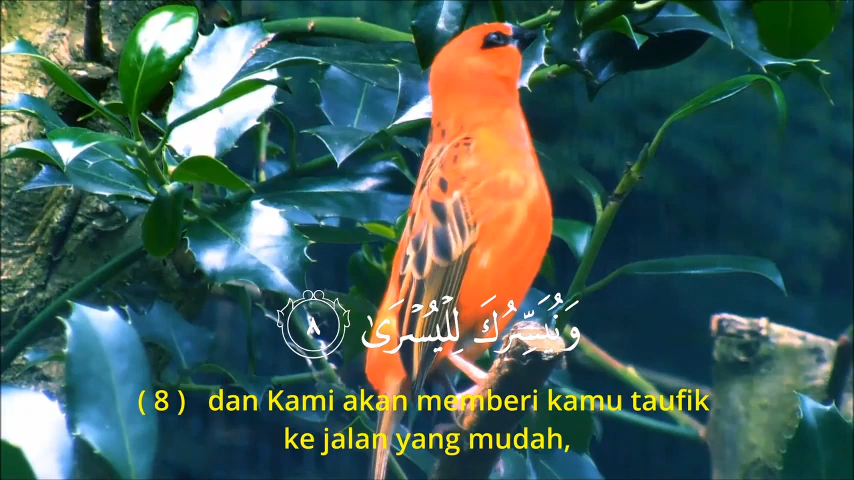 وَنُيَسِّرُكَ لِلْيُسْرَىٰ ٨
( 8 )   dan Kami akan memberi kamu taufik
ke jalan yang mudah,